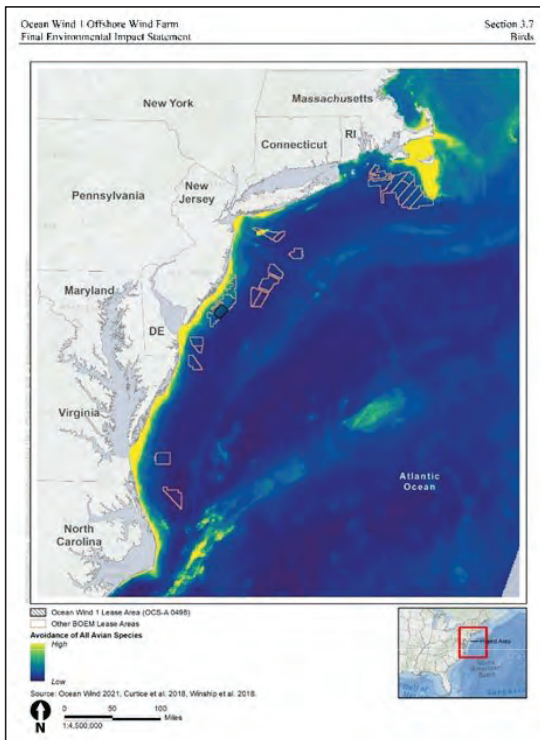 Ocean Wind 1 Offshore Wind Farm
Final Environmental Impact Statement
Section 3.7
Birds
New York
Massachusetts
Connecticut
RI
Pennsylvania
New
Jersey
Maryland
DE
Virginia
Atlantic
Ocean
North
Carolina
Ocean Wind 1 Lease Area (OCS-A 0498)
Other BOEM Lease Areas
Avoidance of All Avian Species
High
Low
Source: Ocean Wind 2021, Curtice et al. 2018, Winship et al. 2018.
N
0 50 100
Miles
1:4,500,000